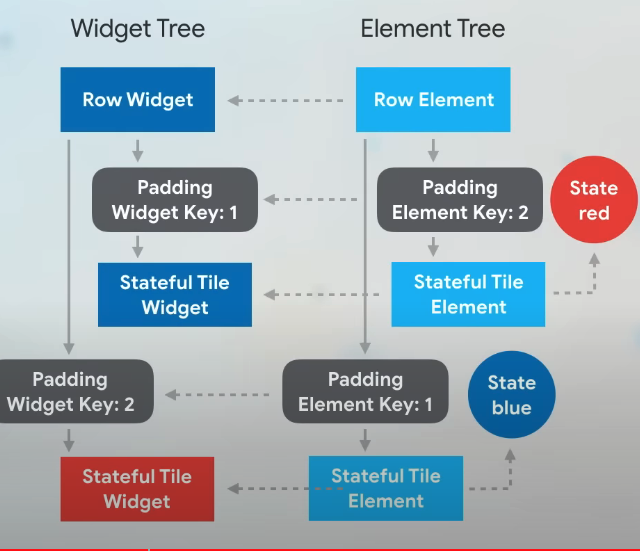 Widget Tree
Element Tree
Row Widget
Row Element
Padding
Widget Key: 1
Padding
Element Key: 2
State
red
Stateful Tile
Widget
Stateful Tile
Element
Padding
Widget Key: 2
Padding
Element Key: 1
State
blue
Stateful Tile
Widget
Stateful Tile
Element